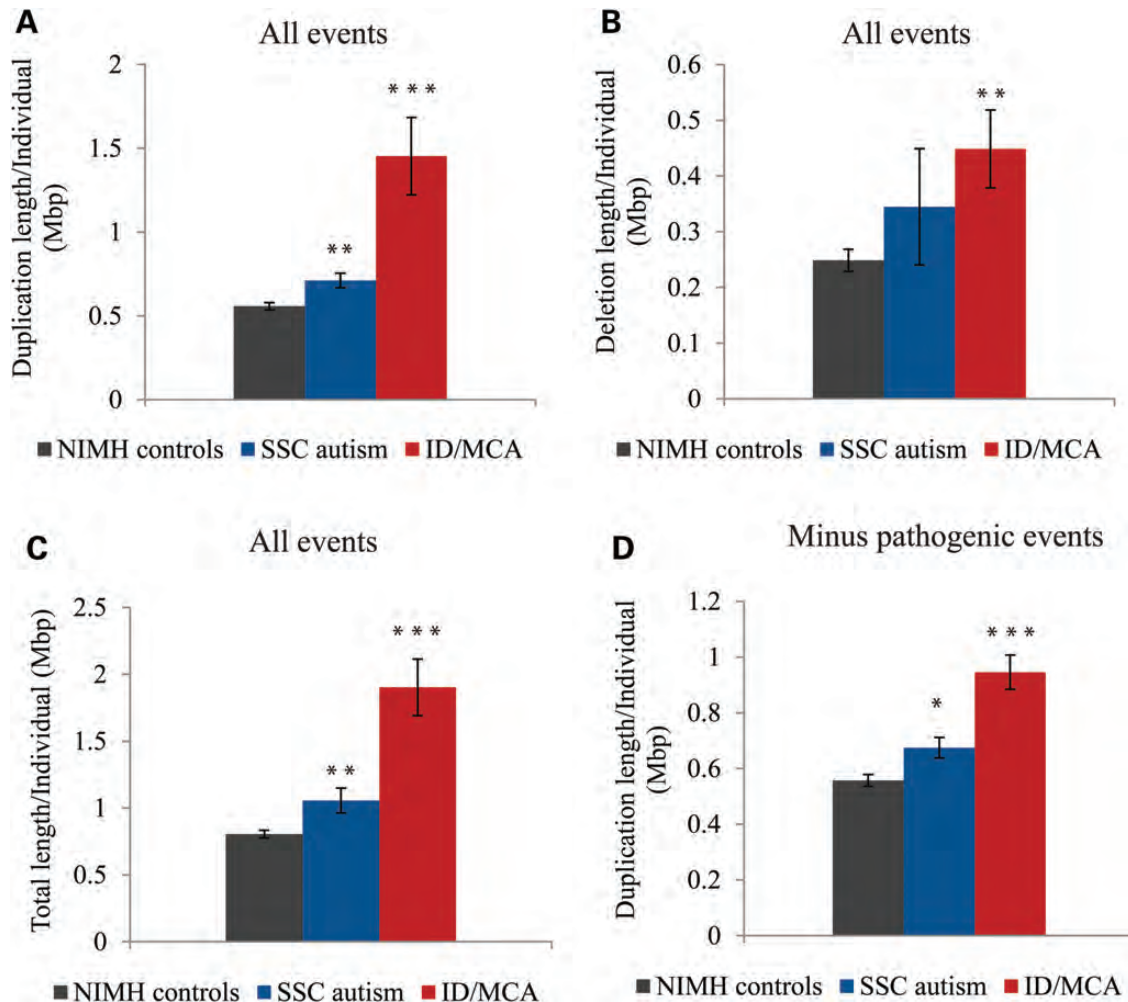 A
All events
Duplication length/Individual
(Mbp)
2
1.5
1
0.5
0
**
***
NIMH controls SSC autism ID/MCA
B
All events
Deletion length/Individual
(Mbp)
0.6
0.5
0.4
0.3
0.2
0.1
0
**
NIMH controls SSC autism ID/MCA
C
All events
Total length/Individual (Mbp)
2.5
2
1.5
1
0.5
0
**
***
NIMH controls SSC autism ID/MCA
D
Minus pathogenic events
Duplication length/Individual
(Mbp)
1.2
1
0.8
0.6
0.4
0.2
0
*
***
NIMH controls SSC autism ID/MCA